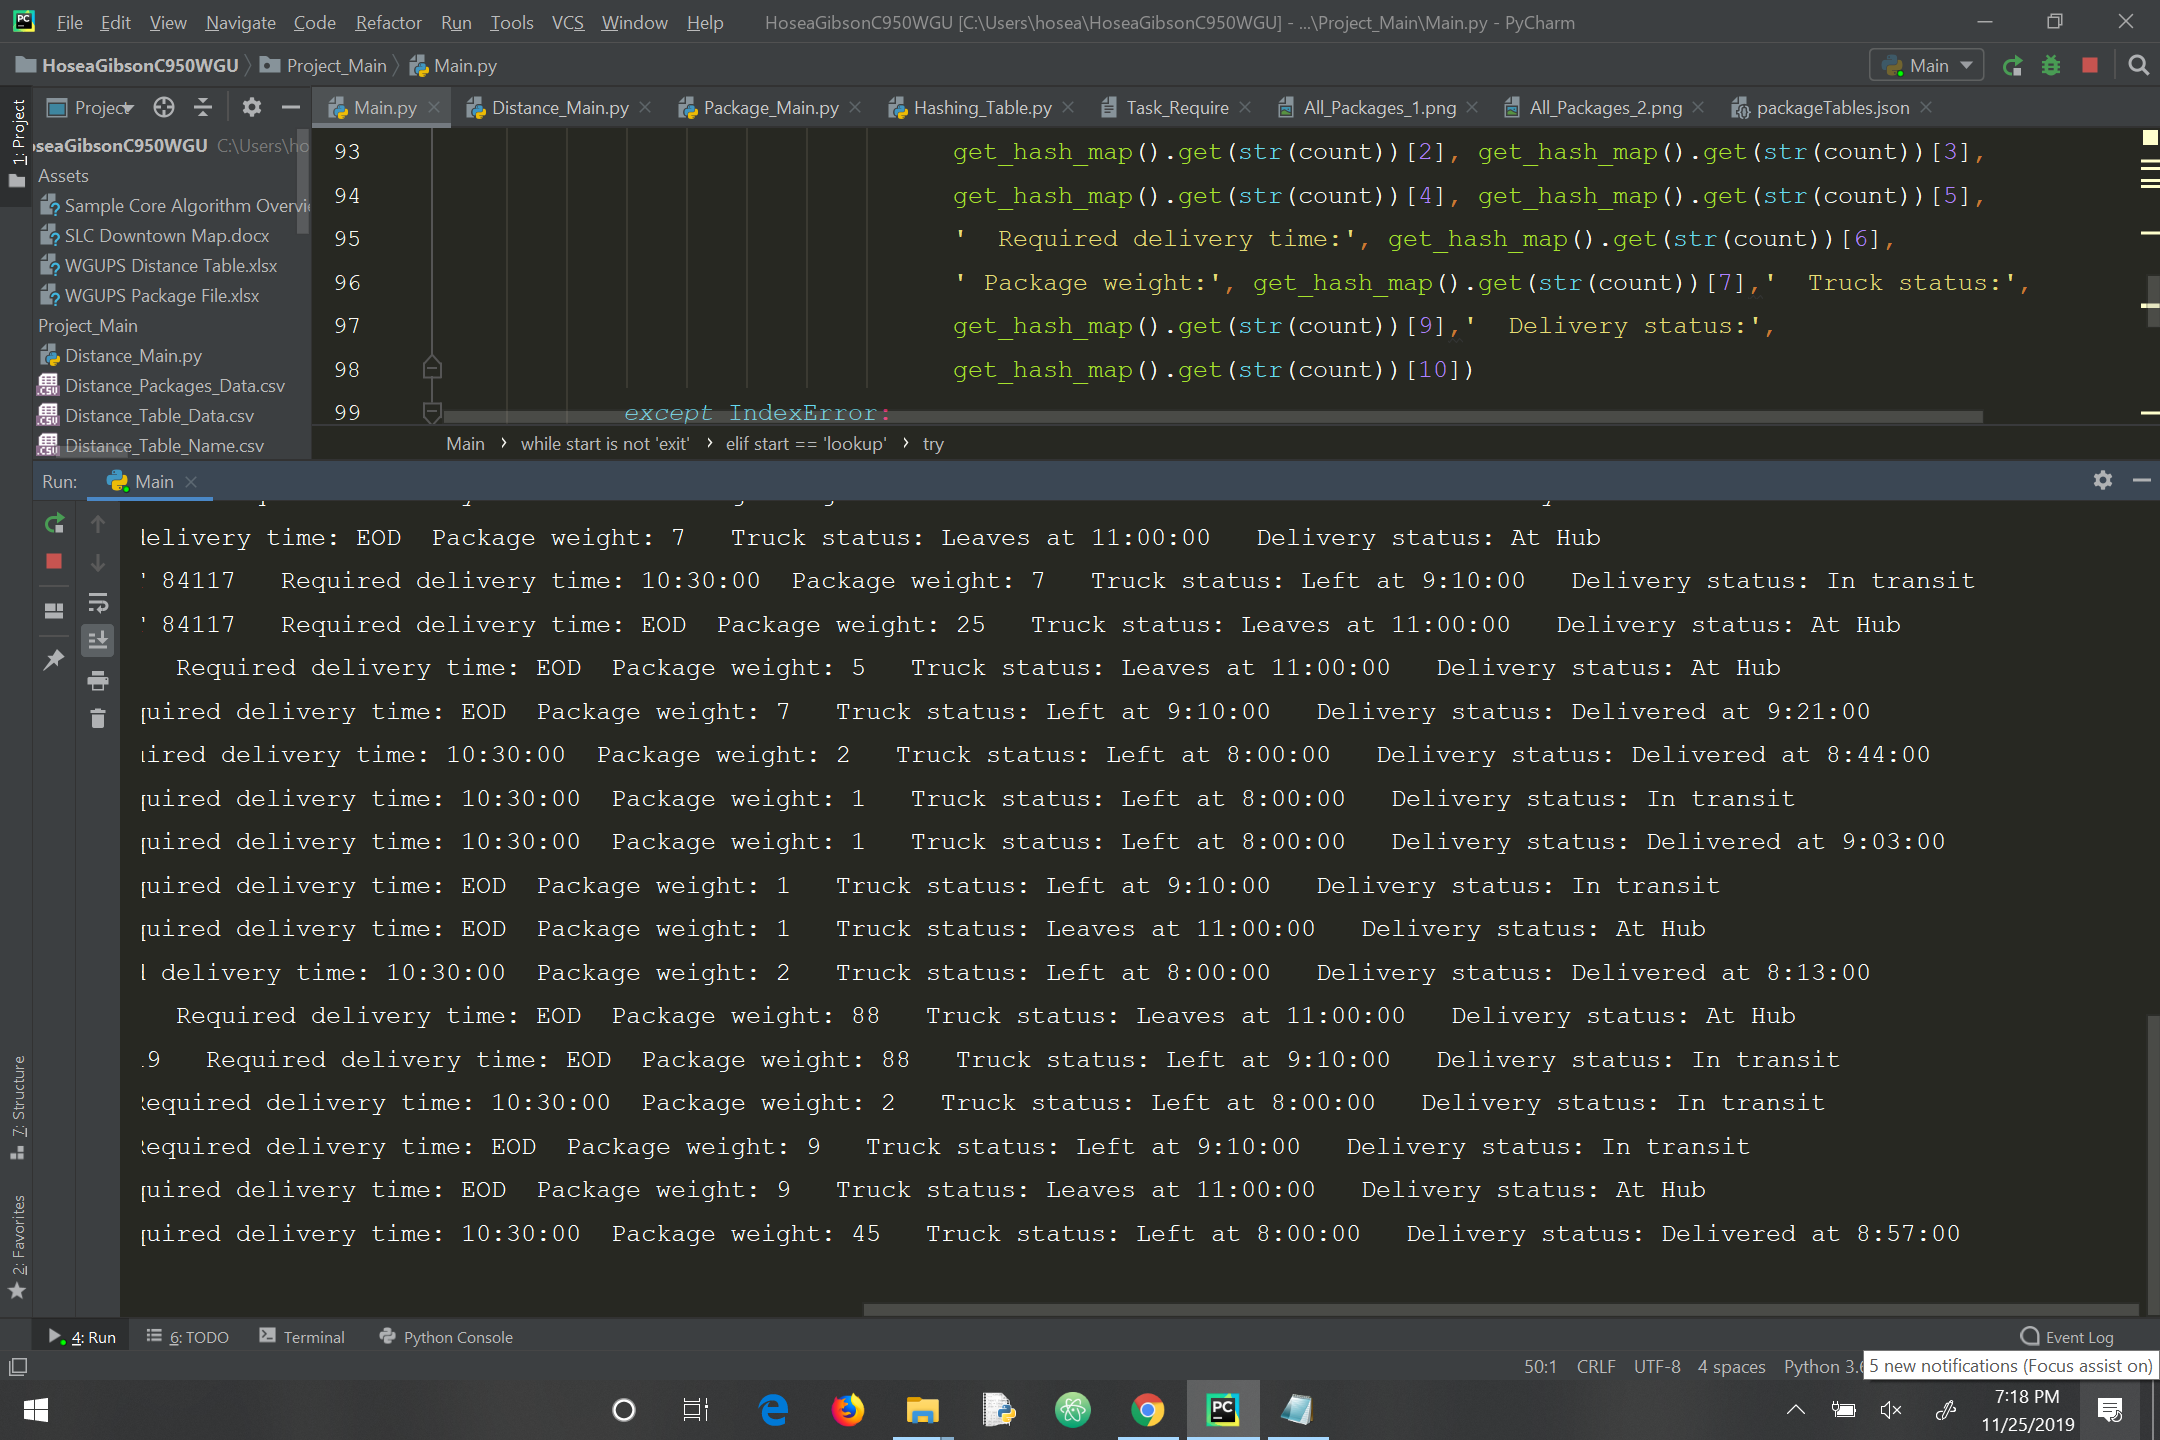 File Edit View Navigate Code Refactor Run Tools VCS Window Help HoseaGibsonC950WGU [C:\Users\hosea\HoseaGibsonC950WGU] - ...\Project_Main\Main.py - PyCharm
HoseaGibsonC950WGU Project_Main Main.py Main
1: Project
Project Main.py Distance_Main.py Package_Main.py Hashing_Table.py Task_Require All_Packages_1.png All_Packages_2.png packageTables.json
oseaGibsonC950WGU C:\Users\ho
Assets
Sample Core Algorithm Overvi
SLC Downtown Map.docx
WGUPS Distance Table.xlsx
WGUPS Package File.xlsx
Project_Main
Distance_Main.py
Distance_Packages_Data.csv
Distance_Table_Data.csv
Distance_Table_Name.csv
93 get_hash_map().get(str(count))[2], get_hash_map().get(str(count))[3],
94 get_hash_map().get(str(count))[4], get_hash_map().get(str(count))[5],
95 '  Required delivery time:', get_hash_map().get(str(count))[6],
96 ' Package weight:', get_hash_map().get(str(count))[7],'  Truck status:',
97 get_hash_map().get(str(count))[9],'  Delivery status:',
98 get_hash_map().get(str(count))[10])
99 except IndexError:
Main › while start is not 'exit' › elif start == 'lookup' › try
Run: Main
delivery time: EOD  Package weight: 7   Truck status: Leaves at 11:00:00   Delivery status: At Hub
84117   Required delivery time: 10:30:00  Package weight: 7   Truck status: Left at 9:10:00   Delivery status: In transit
84117   Required delivery time: EOD  Package weight: 25   Truck status: Leaves at 11:00:00   Delivery status: At Hub
Required delivery time: EOD  Package weight: 5   Truck status: Leaves at 11:00:00   Delivery status: At Hub
quired delivery time: EOD  Package weight: 7   Truck status: Left at 9:10:00   Delivery status: Delivered at 9:21:00
uired delivery time: 10:30:00  Package weight: 2   Truck status: Left at 8:00:00   Delivery status: Delivered at 8:44:00
quired delivery time: 10:30:00  Package weight: 1   Truck status: Left at 8:00:00   Delivery status: In transit
quired delivery time: 10:30:00  Package weight: 1   Truck status: Left at 8:00:00   Delivery status: Delivered at 9:03:00
quired delivery time: EOD  Package weight: 1   Truck status: Left at 9:10:00   Delivery status: In transit
quired delivery time: EOD  Package weight: 1   Truck status: Leaves at 11:00:00   Delivery status: At Hub
d delivery time: 10:30:00  Package weight: 2   Truck status: Left at 8:00:00   Delivery status: Delivered at 8:13:00
Required delivery time: EOD  Package weight: 88   Truck status: Leaves at 11:00:00   Delivery status: At Hub
19   Required delivery time: EOD  Package weight: 88   Truck status: Left at 9:10:00   Delivery status: In transit
Required delivery time: 10:30:00  Package weight: 2   Truck status: Left at 8:00:00   Delivery status: In transit
Required delivery time: EOD  Package weight: 9   Truck status: Left at 9:10:00   Delivery status: In transit
quired delivery time: EOD  Package weight: 9   Truck status: Leaves at 11:00:00   Delivery status: At Hub
quired delivery time: 10:30:00  Package weight: 45   Truck status: Left at 8:00:00   Delivery status: Delivered at 8:57:00
7: Structure
2: Favorites
4: Run 6: TODO Terminal Python Console Event Log
50:1 CRLF UTF-8 4 spaces Python 3.6 5 new notifications (Focus assist on)
7:18 PM
11/25/2019